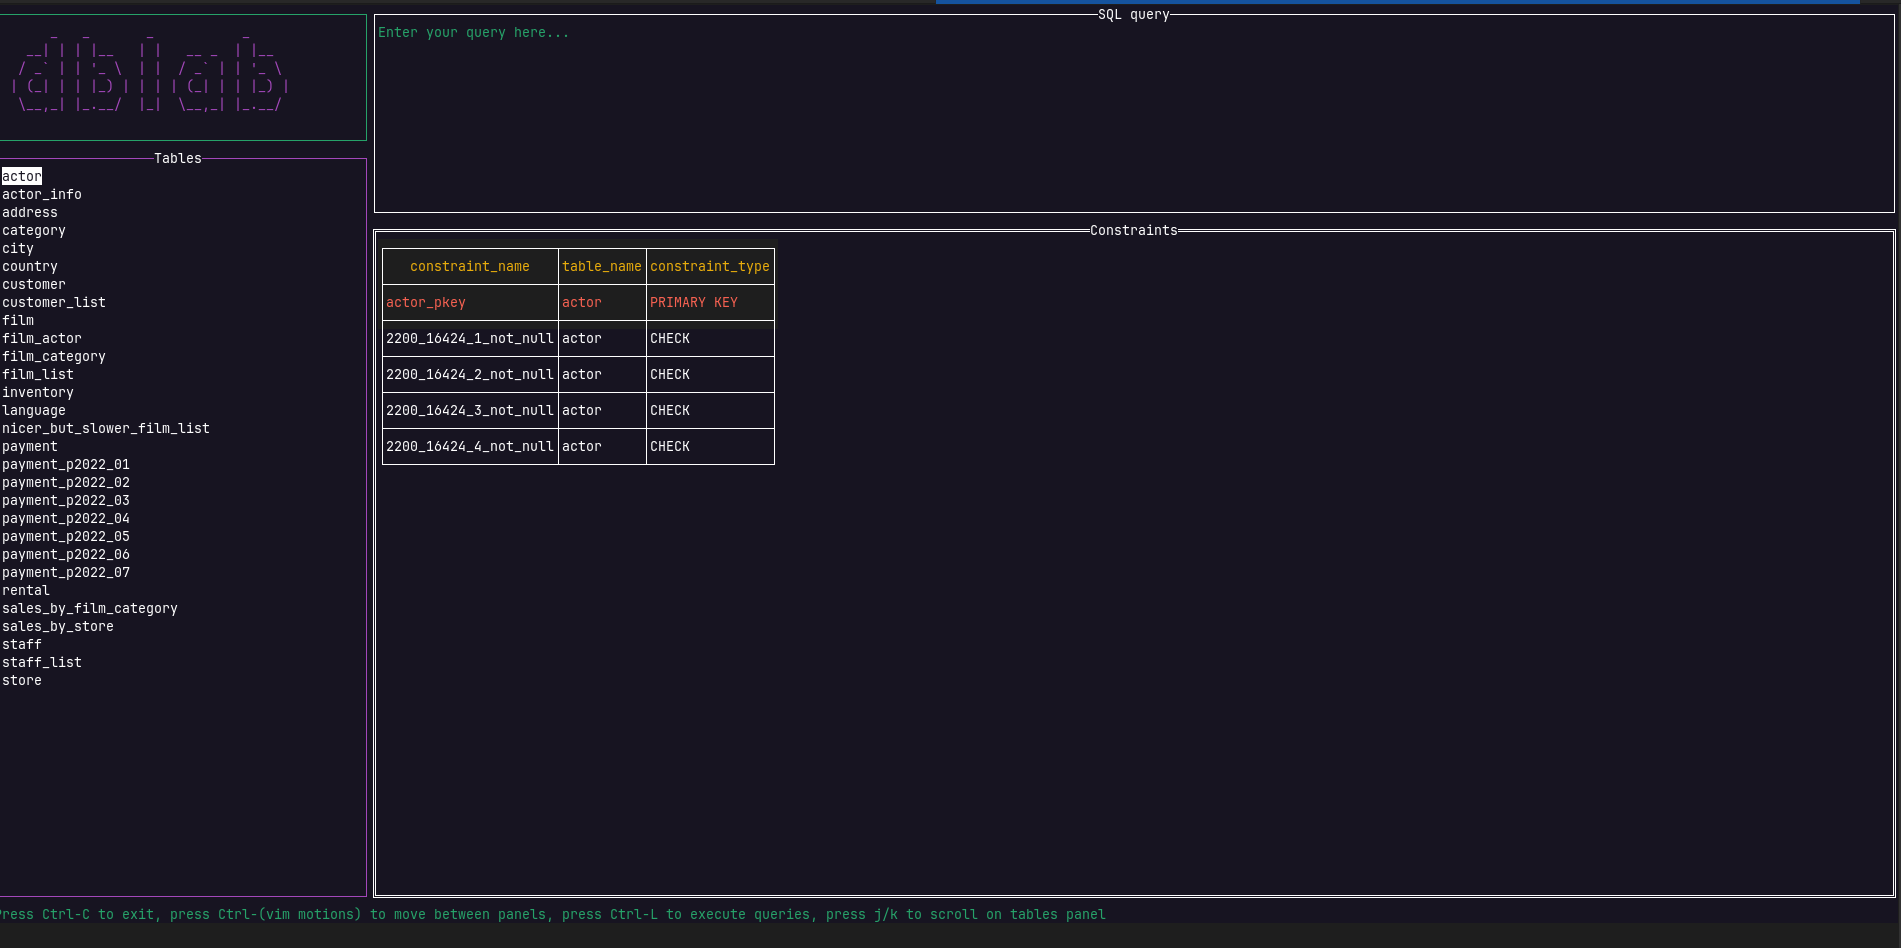 dblab
Tables
actor
actor_info
address
category
city
country
customer
customer_list
film
film_actor
film_category
film_list
inventory
language
nicer_but_slower_film_list
payment
payment_p2022_01
payment_p2022_02
payment_p2022_03
payment_p2022_04
payment_p2022_05
payment_p2022_06
payment_p2022_07
rental
sales_by_film_category
sales_by_store
staff
staff_list
store
SQL query
Enter your query here...
Constraints
constraint_name table_name constraint_type
actor_pkey actor PRIMARY KEY
2200_16424_1_not_null actor CHECK
2200_16424_2_not_null actor CHECK
2200_16424_3_not_null actor CHECK
2200_16424_4_not_null actor CHECK
Press Ctrl-C to exit, press Ctrl-(vim motions) to move between panels, press Ctrl-L to execute queries, press j/k to scroll on tables panel